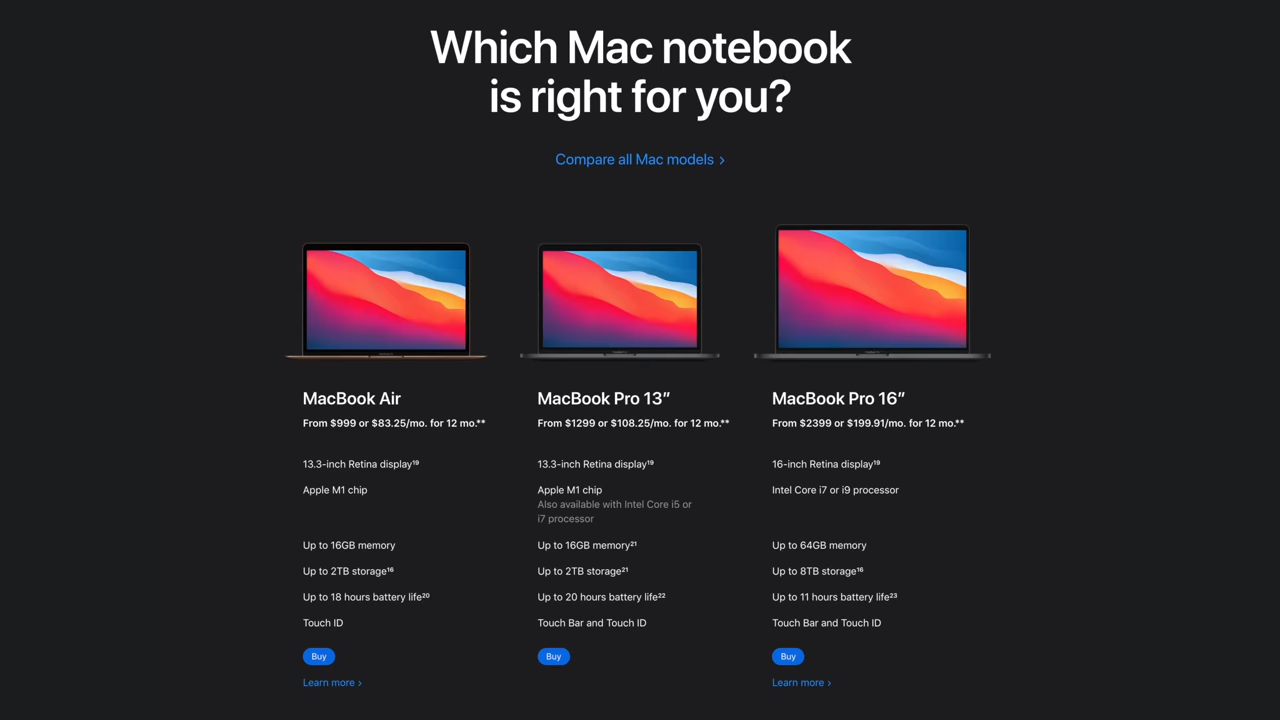 Which Mac notebook
is right for you?
Compare all Mac models >
MacBook Air
From $999 or $83.25/mo. for 12 mo.**
13.3-inch Retina display¹⁹
Apple M1 chip
Up to 16GB memory
Up to 2TB storage¹⁶
Up to 18 hours battery life²⁰
Touch ID
Buy
Learn more >
MacBook Pro 13”
From $1299 or $108.25/mo. for 12 mo.**
13.3-inch Retina display¹⁹
Apple M1 chip
Also available with Intel Core i5 or
i7 processor
Up to 16GB memory²¹
Up to 2TB storage²¹
Up to 20 hours battery life²²
Touch Bar and Touch ID
Buy
MacBook Pro 16”
From $2399 or $199.91/mo. for 12 mo.**
16-inch Retina display¹⁹
Intel Core i7 or i9 processor
Up to 64GB memory
Up to 8TB storage¹⁶
Up to 11 hours battery life²³
Touch Bar and Touch ID
Buy
Learn more >